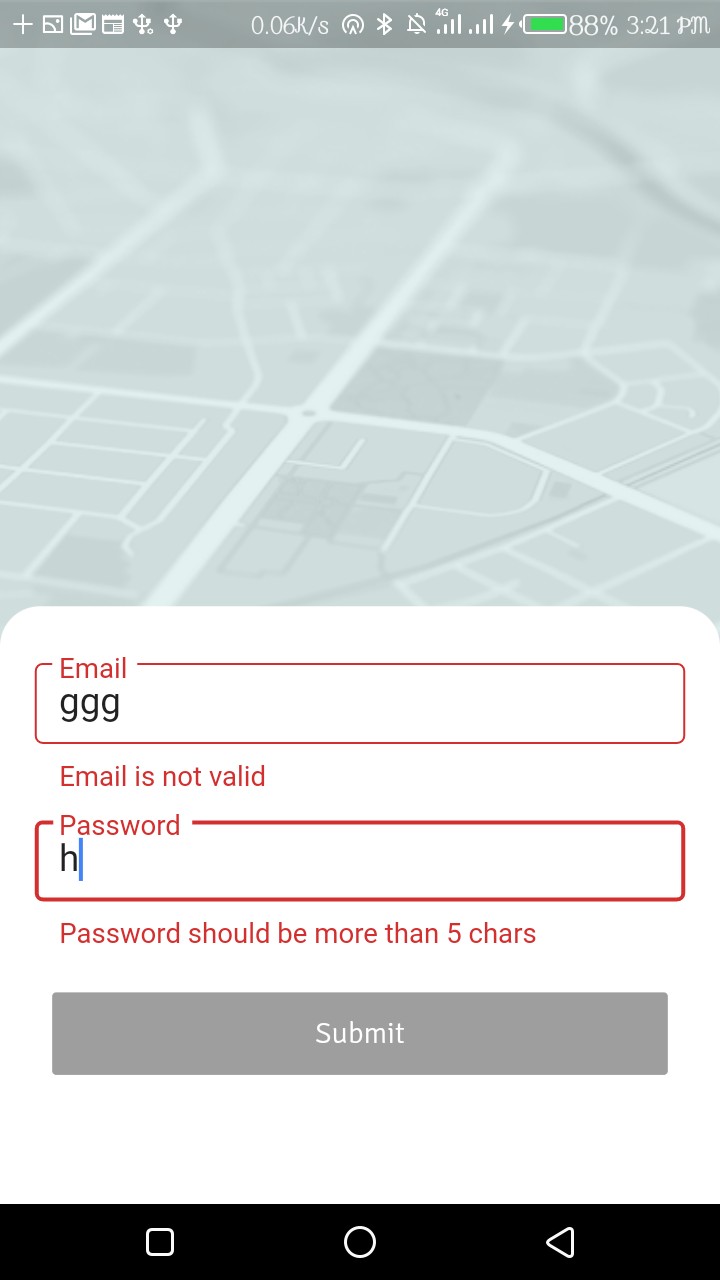 0.06K/s 4G 88% 3:21 PM
Email
ggg
Email is not valid
Password
h
Password should be more than 5 chars
Submit